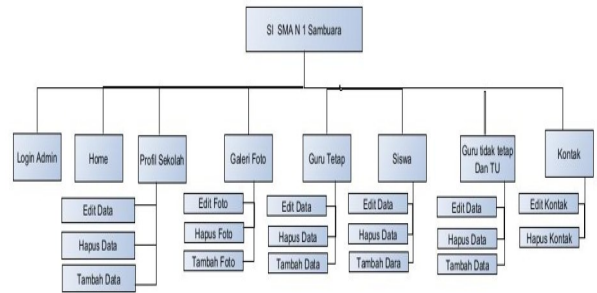 SI SMA N 1 Sambuara
Login Admin
Home
Profil Sekolah
Galeri Foto
Guru Tetap
Siswa
Guru tidak tetap
Dan TU
Kontak
Edit Data
Hapus Data
Tambah Data
Edit Foto
Hapus Foto
Tambah Foto
Edit Data
Hapus Data
Tambah Data
Edit Data
Hapus Data
Tambah Dara
Edit Data
Hapus Data
Tambah Data
Edit Kontak
Hapus Kontak